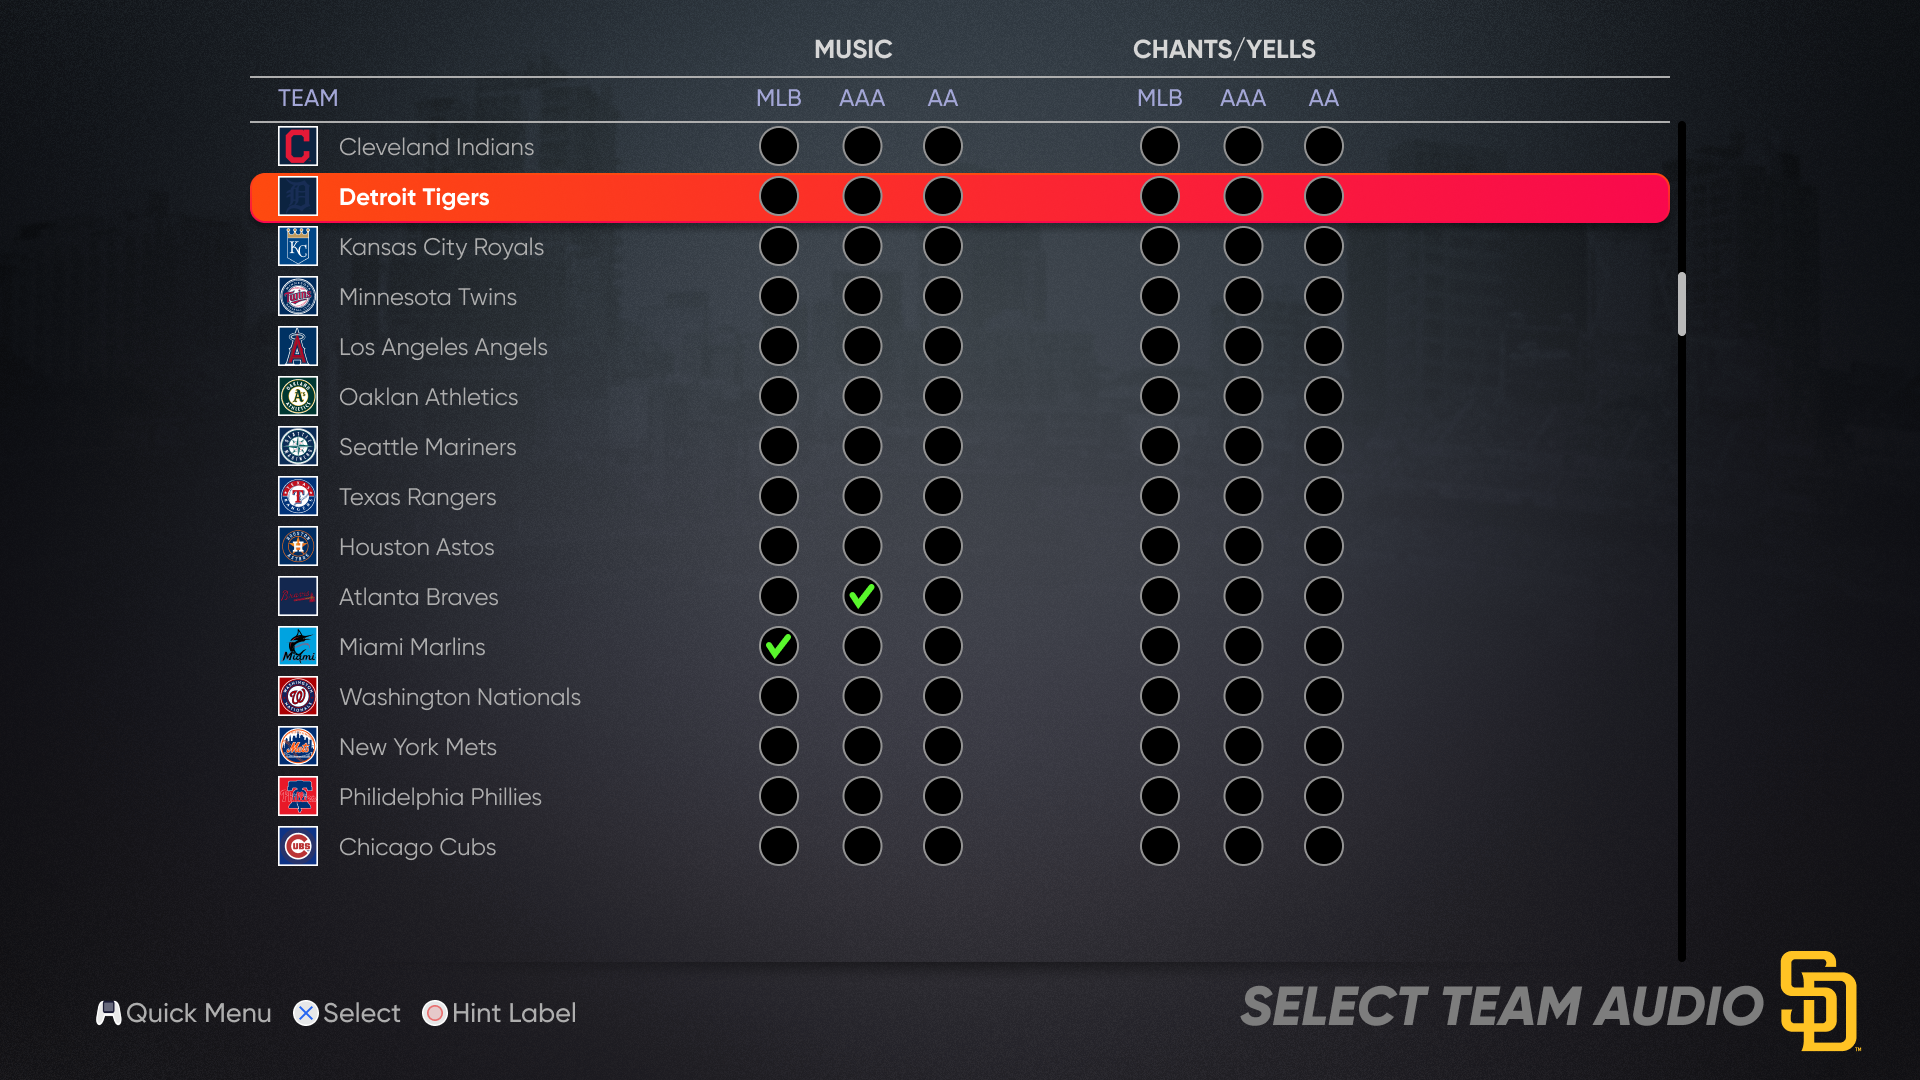 MUSIC CHANTS/YELLS
TEAM MLB AAA AA MLB AAA AA
Cleveland Indians
Detroit Tigers
Kansas City Royals
Minnesota Twins
Los Angeles Angels
Oaklan Athletics
Seattle Mariners
Texas Rangers
Houston Astos
Atlanta Braves
Miami Marlins
Washington Nationals
New York Mets
Philidelphia Phillies
Chicago Cubs
Quick Menu Select Hint Label
SELECT TEAM AUDIO SD